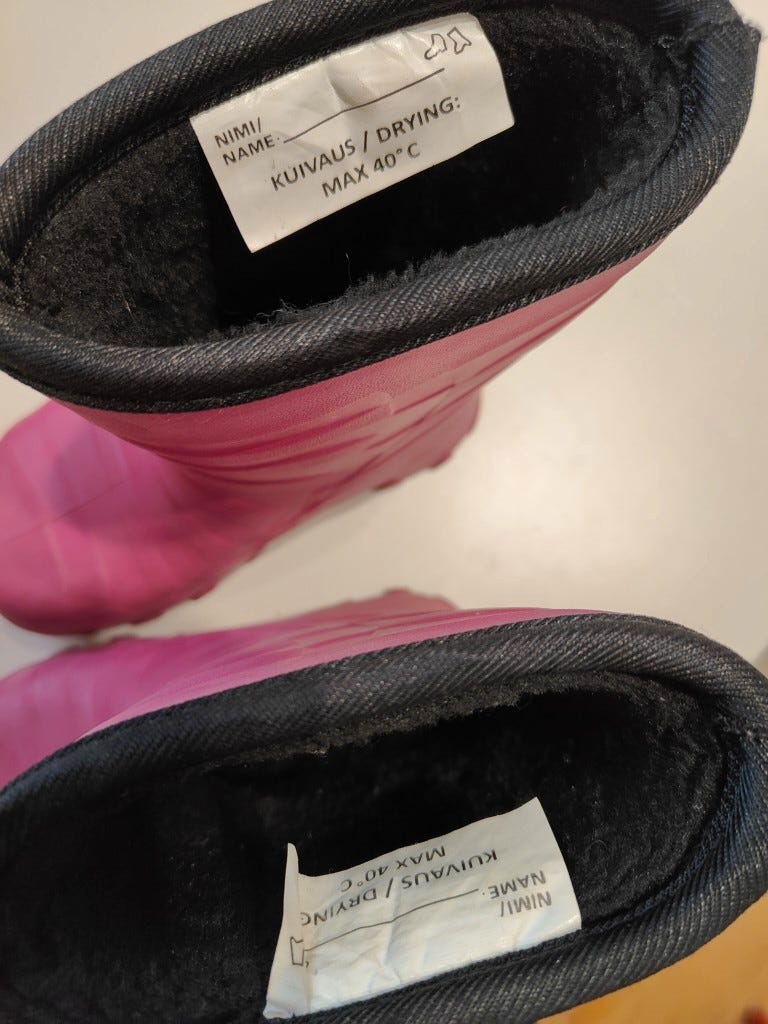 NIMI/
NAME:
KUIVAUS / DRYING:
MAX 40°C
NIMI/
NAME:
KUIVAUS / DRYING
MAX 40°C